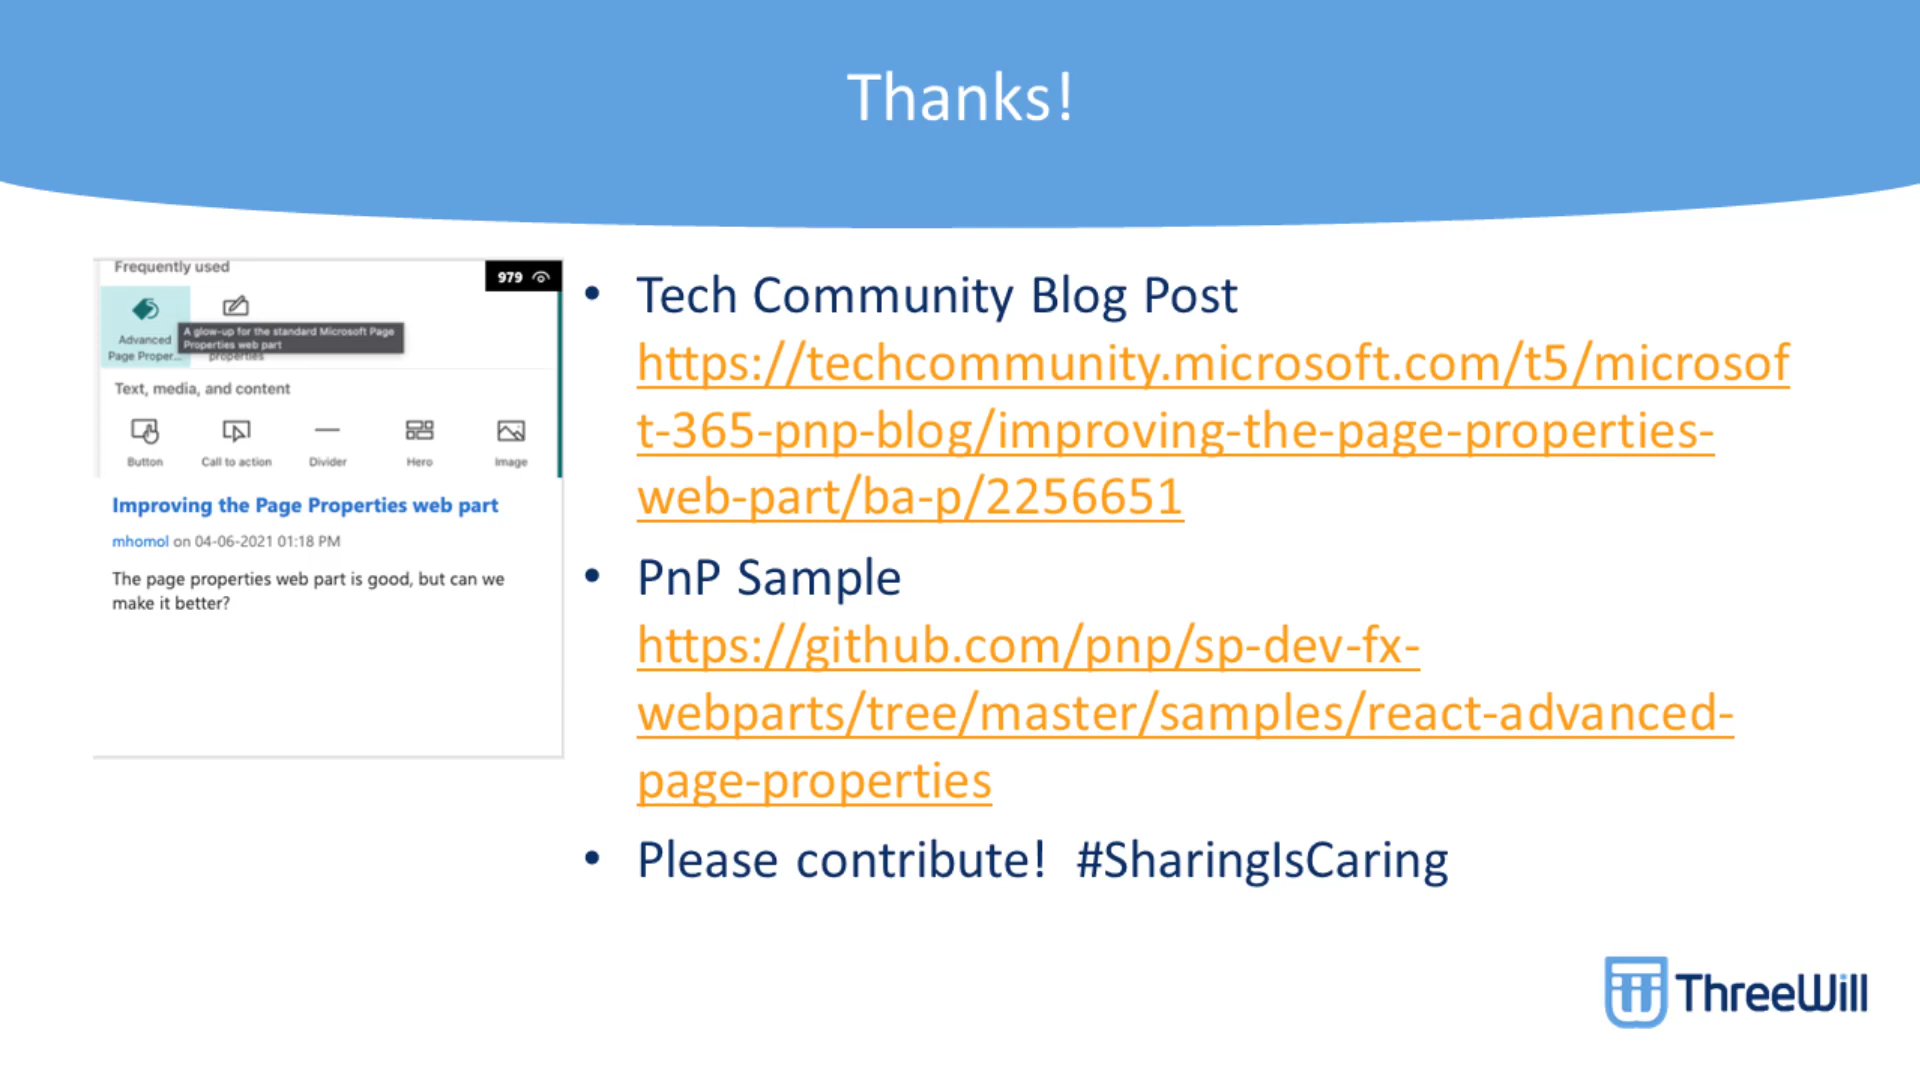 Thanks!
Frequently used
979
Advanced
Page Proper...
A glow-up for the standard Microsoft Page
Properties web part
properties
Text, media, and content
Button
Call to action
Divider
Hero
Image
Improving the Page Properties web part
mhomol on 04-06-2021 01:18 PM
The page properties web part is good, but can we
make it better?
• Tech Community Blog Post
https://techcommunity.microsoft.com/t5/microsof
t-365-pnp-blog/improving-the-page-properties-
web-part/ba-p/2256651
• PnP Sample
https://github.com/pnp/sp-dev-fx-
webparts/tree/master/samples/react-advanced-
page-properties
• Please contribute! #SharingIsCaring
ThreeWill